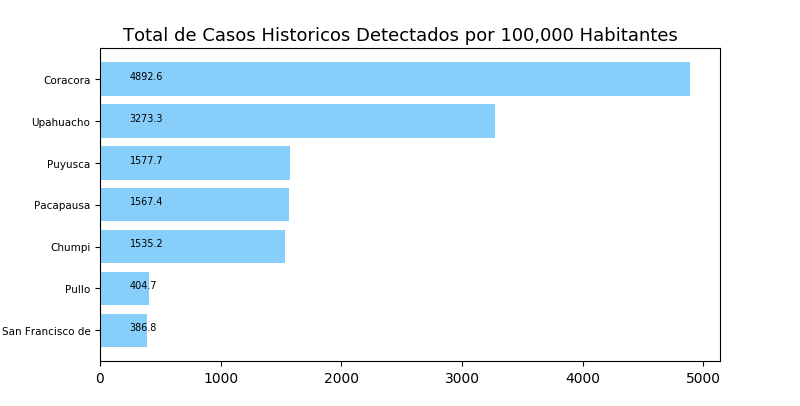 Total de Casos Historicos Detectados por 100,000 Habitantes
Coracora 4892.6
Upahuacho 3273.3
Puyusca 1577.7
Pacapausa 1567.4
Chumpi 1535.2
Pullo 404.7
San Francisco de 386.8
0 1000 2000 3000 4000 5000